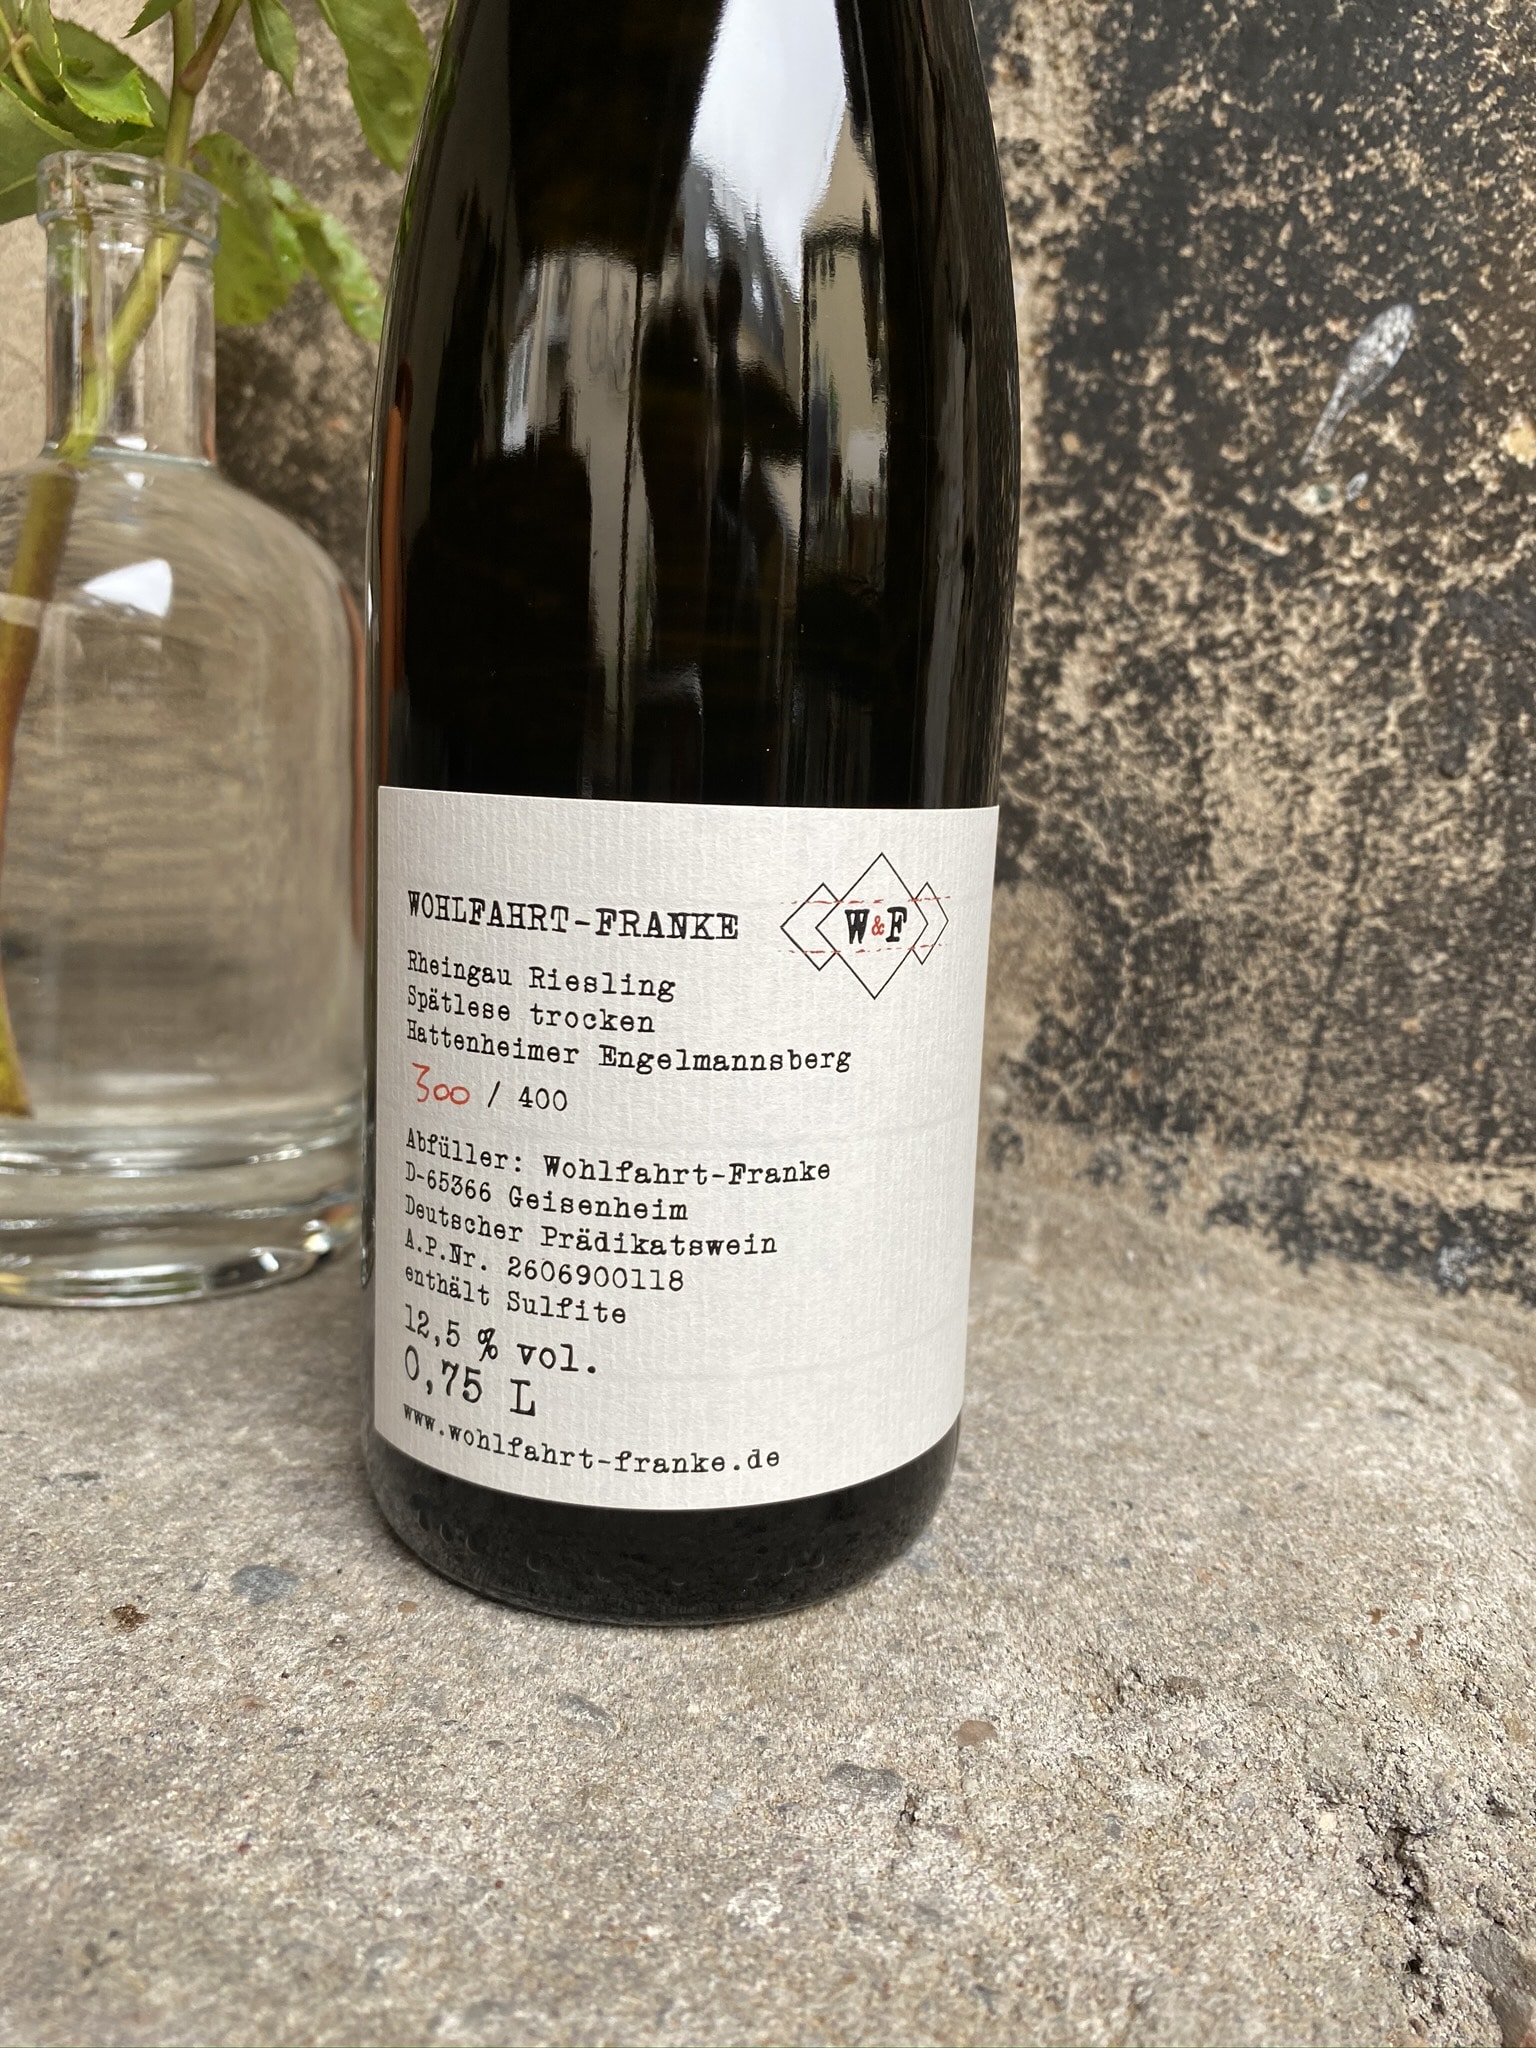 WOHLFAHRT-FRANKE
W&F
Rheingau Riesling
Spätlese trocken
Hattenheimer Engelmannsberg
300 / 400
Abfüller: Wohlfahrt-Franke
D-65366 Geisenheim
Deutscher Prädikatswein
A.P.Nr. 2606900118
enthält Sulfite
12,5 % vol.
0,75 L
www.wohlfahrt-franke.de